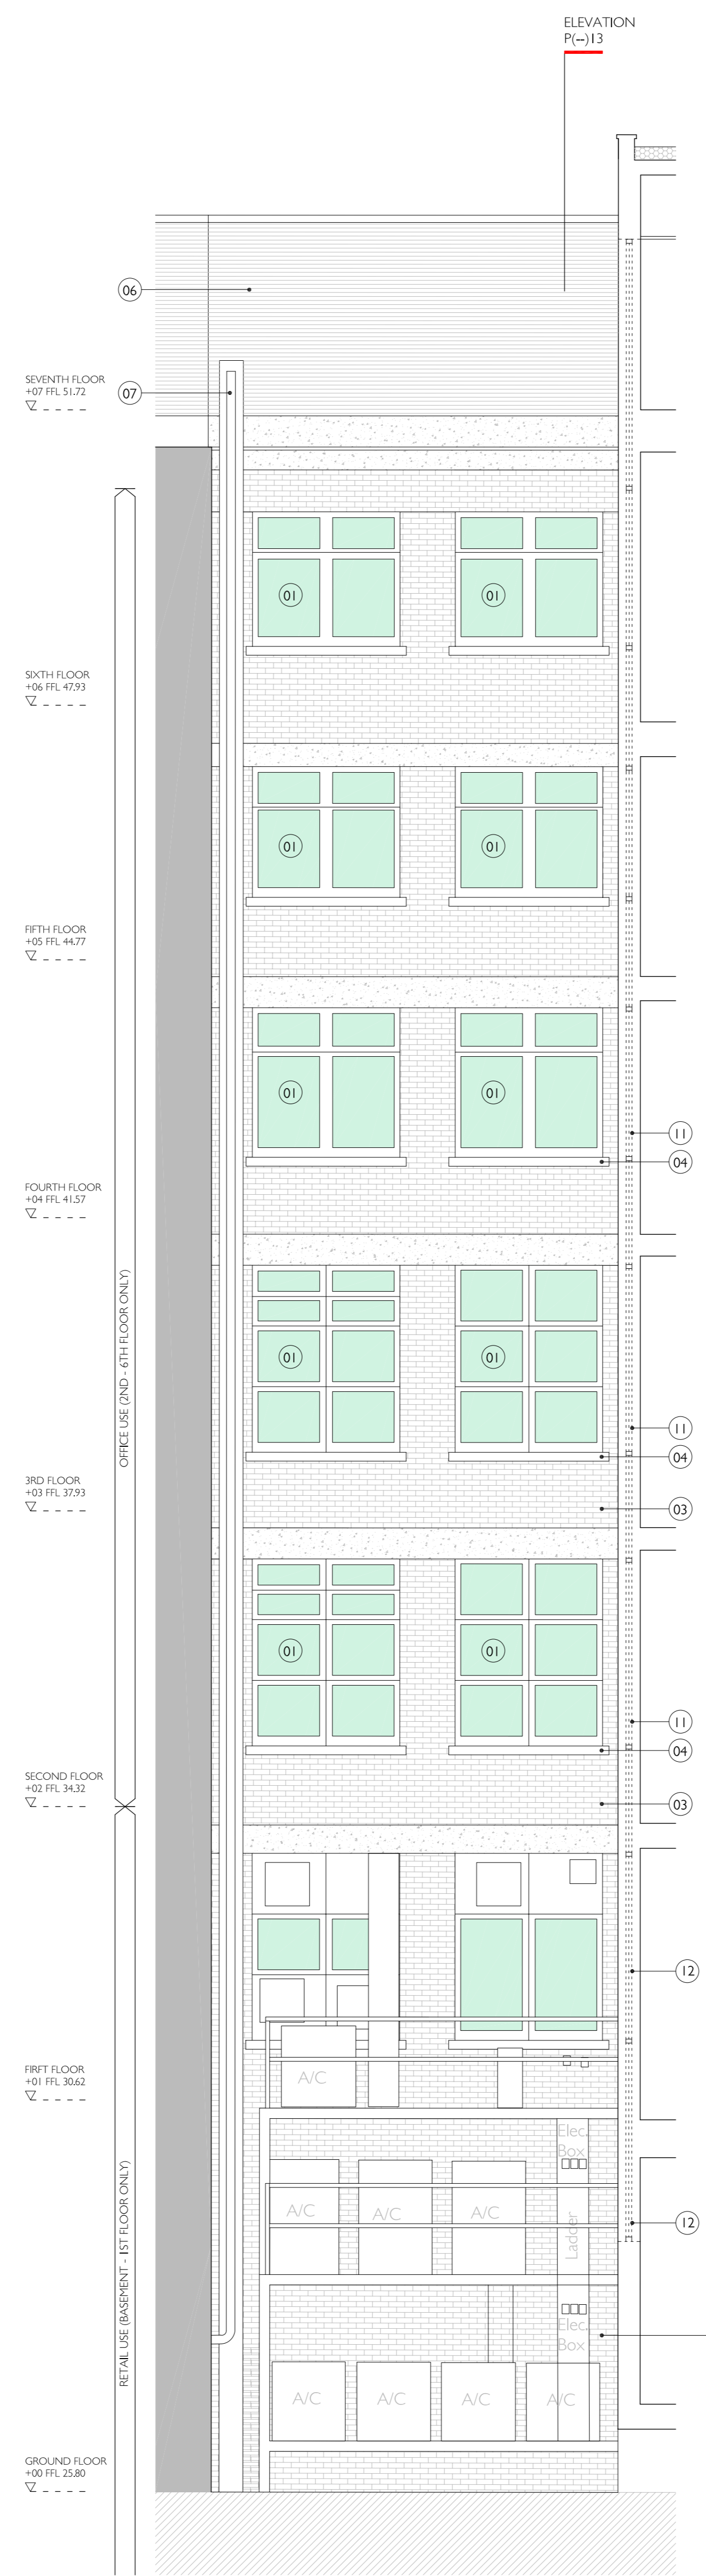 ELEVATION
P(--)13
06
SEVENTH FLOOR
+07 FFL 51.72
07
01
01
SIXTH FLOOR
+06 FFL 47.93
01
01
FIFTH FLOOR
+05 FFL 44.77
01
01
11
04
FOURTH FLOOR
+04 FFL 41.57
OFFICE USE (2ND - 6TH FLOOR ONLY)
01
01
11
04
3RD FLOOR
+03 FFL 37.93
03
01
01
11
04
SECOND FLOOR
+02 FFL 34.32
03
12
FIRFT FLOOR
+01 FFL 30.62
A/C
RETAIL USE (BASEMENT - 1ST FLOOR ONLY)
Elec.
Box
A/C
A/C
A/C
Ladder
12
Elec.
Box
A/C
A/C
A/C
A/C
GROUND FLOOR
+00 FFL 25.80